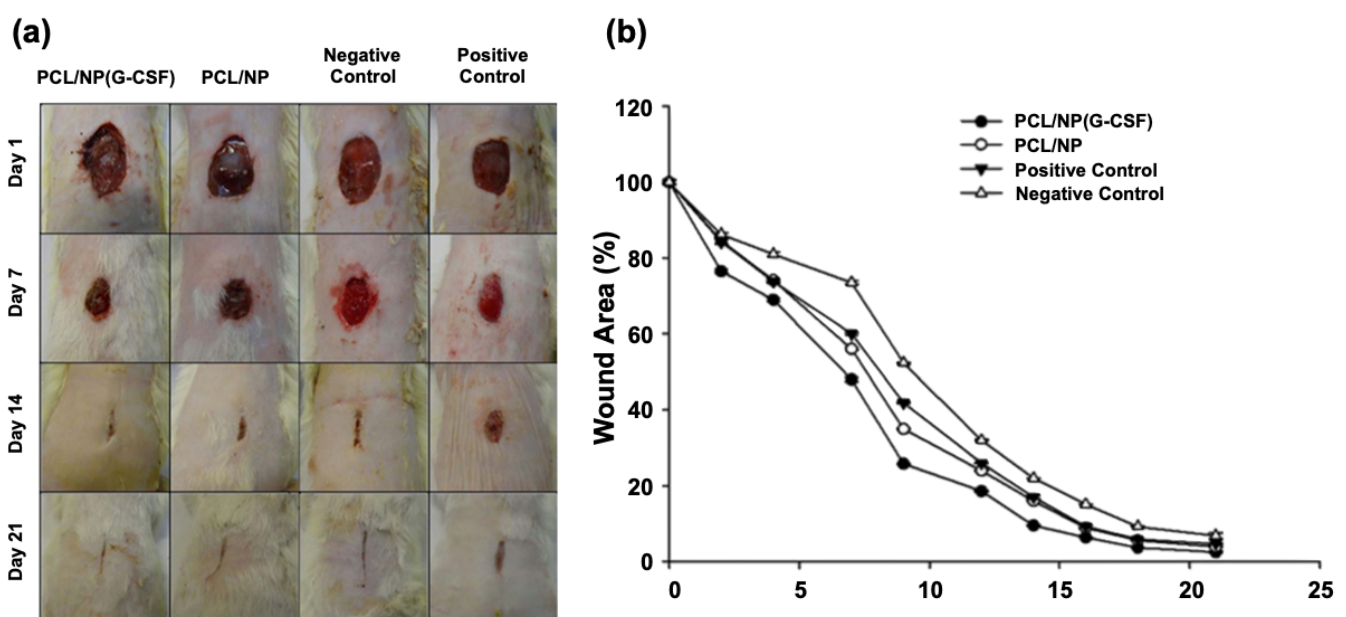 (a)
PCL/NP(G-CSF)
PCL/NP
Negative
Control
Positive
Control
Day 1
Day 7
Day 14
Day 21
(b)
Wound Area (%)
120
100
80
60
40
20
0
0 5 10 15 20 25
PCL/NP(G-CSF)
PCL/NP
Positive Control
Negative Control